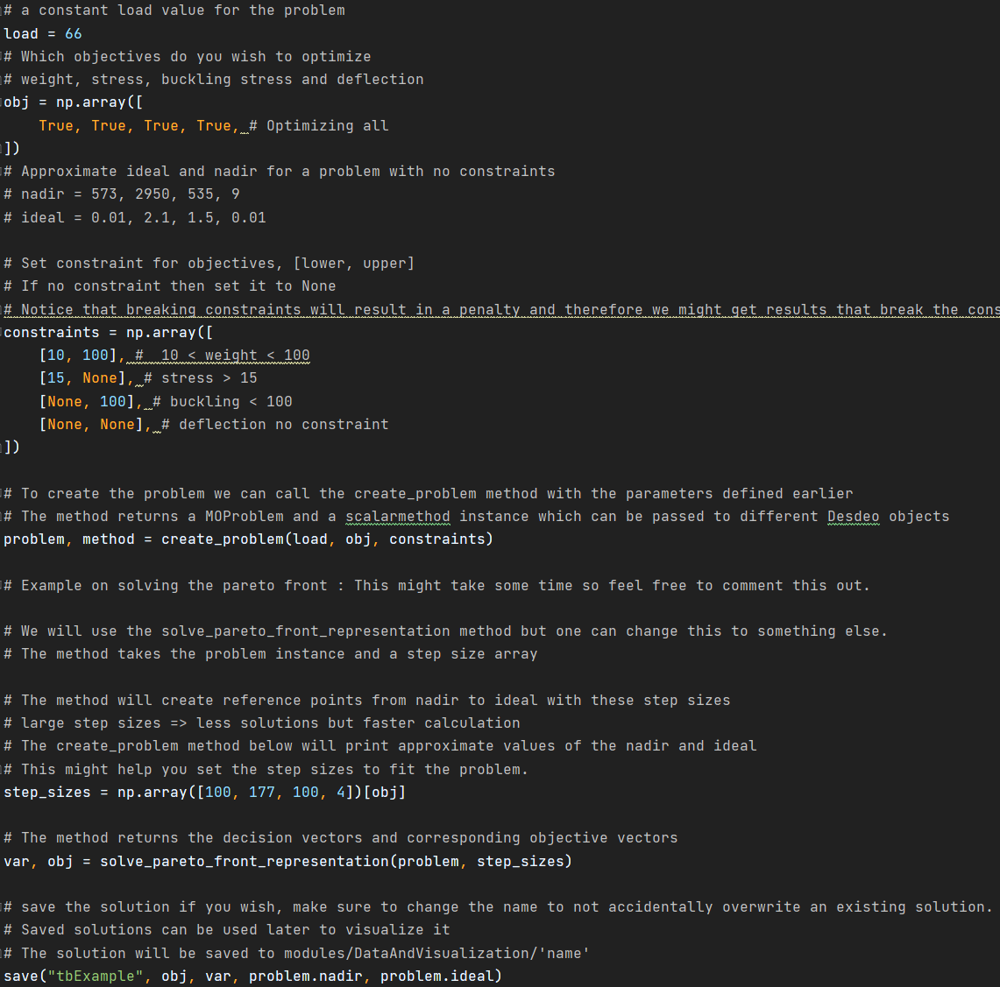 # a constant load value for the problem
load = 66
# Which objectives do you wish to optimize
# weight, stress, buckling stress and deflection
obj = np.array([
    True, True, True, True, # Optimizing all
])
# Approximate ideal and nadir for a problem with no constraints
# nadir = 573, 2950, 535, 9
# ideal = 0.01, 2.1, 1.5, 0.01

# Set constraint for objectives, [lower, upper]
# If no constraint then set it to None
# Notice that breaking constraints will result in a penalty and therefore we might get results that break the cons
constraints = np.array([
    [10, 100], #  10 < weight < 100
    [15, None], # stress > 15
    [None, 100], # buckling < 100
    [None, None], # deflection no constraint
])

# To create the problem we can call the create_problem method with the parameters defined earlier
# The method returns a MOProblem and a scalarmethod instance which can be passed to different Desdeo objects
problem, method = create_problem(load, obj, constraints)

# Example on solving the pareto front : This might take some time so feel free to comment this out.

# We will use the solve_pareto_front_representation method but one can change this to something else.
# The method takes the problem instance and a step size array

# The method will create reference points from nadir to ideal with these step sizes
# large step sizes => less solutions but faster calculation
# The create_problem method below will print approximate values of the nadir and ideal
# This might help you set the step sizes to fit the problem.
step_sizes = np.array([100, 177, 100, 4])[obj]

# The method returns the decision vectors and corresponding objective vectors
var, obj = solve_pareto_front_representation(problem, step_sizes)

# save the solution if you wish, make sure to change the name to not accidentally overwrite an existing solution.
# Saved solutions can be used later to visualize it
# The solution will be saved to modules/DataAndVisualization/'name'
save("tbExample", obj, var, problem.nadir, problem.ideal)